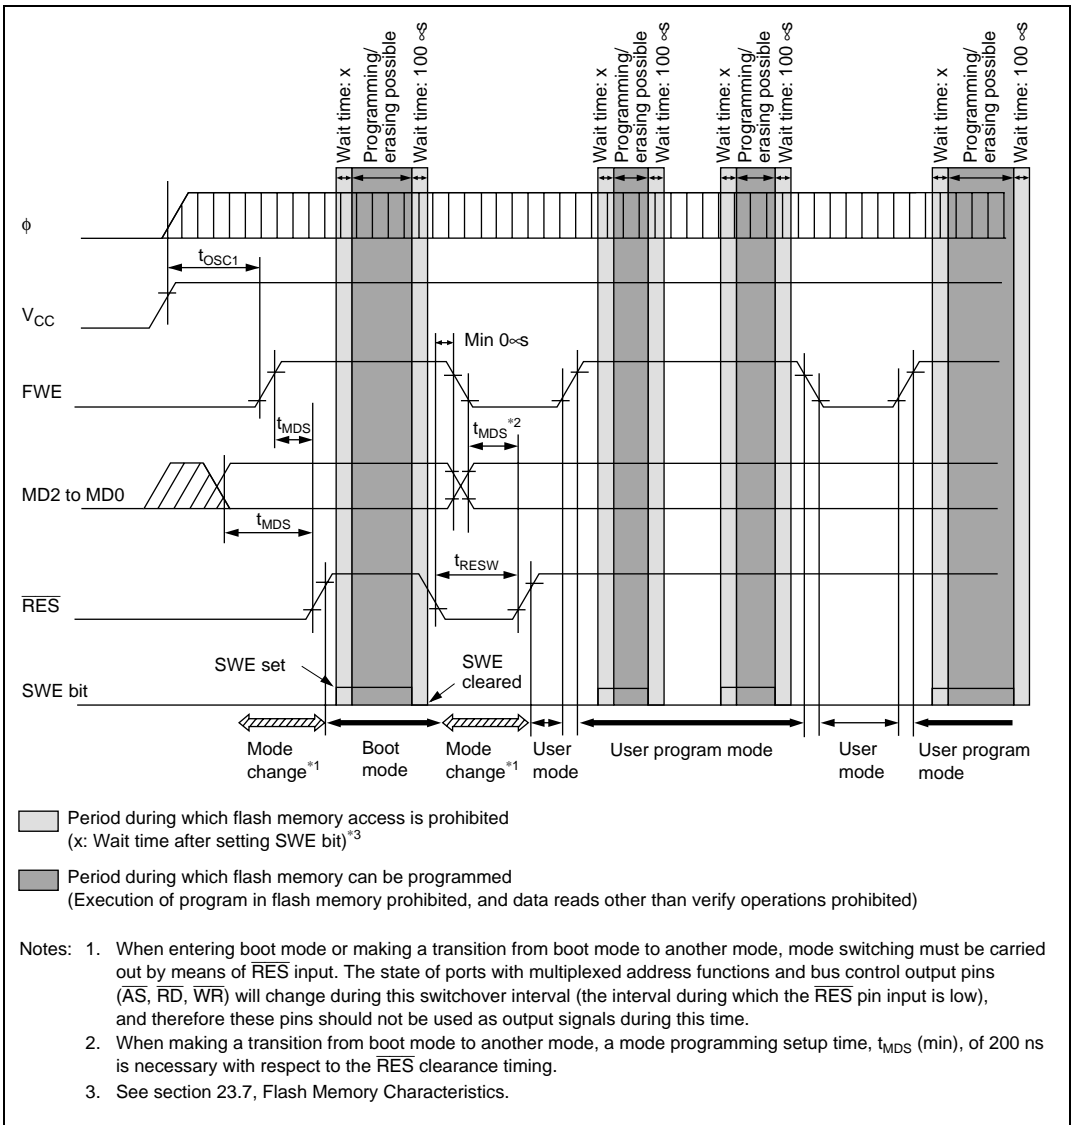 Wait time: x
Programming/
erasing possible
Wait time: 100 ∝s
Wait time: x
Programming/
erasing possible
Wait time: 100 ∝s
Wait time: x
Programming/
erasing possible
Wait time: 100 ∝s
Wait time: x
Programming/
erasing possible
Wait time: 100 ∝s
ϕ
tOSC1
VCC
Min 0∝s
FWE
tMDS
tMDS*2
MD2 to MD0
tMDS
tRESW
RES
SWE set
SWE
cleared
SWE bit
Mode
change*1
Boot
mode
Mode
change*1
User
mode
User program mode
User
mode
User program
mode
Period during which flash memory access is prohibited
(x: Wait time after setting SWE bit)*3
Period during which flash memory can be programmed
(Execution of program in flash memory prohibited, and data reads other than verify operations prohibited)
Notes: 1. When entering boot mode or making a transition from boot mode to another mode, mode switching must be carried
out by means of RES input. The state of ports with multiplexed address functions and bus control output pins
(AS, RD, WR) will change during this switchover interval (the interval during which the RES pin input is low),
and therefore these pins should not be used as output signals during this time.
2. When making a transition from boot mode to another mode, a mode programming setup time, tMDS (min), of 200 ns
is necessary with respect to the RES clearance timing.
3. See section 23.7, Flash Memory Characteristics.